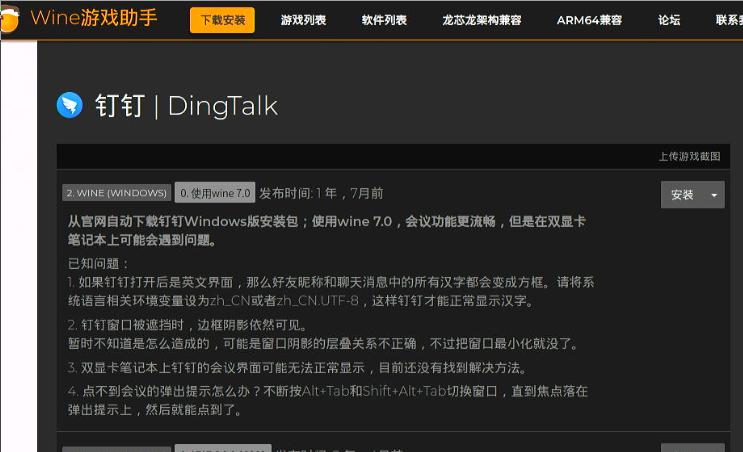 Wine游戏助手
下载安装
游戏列表
软件列表
龙芯龙架构兼容
ARM64兼容
论坛
联系
钉钉 | DingTalk
上传游戏截图
2. WINE (WINDOWS) 0. 使用wine 7.0 发布时间: 1 年，7月前
安装
从官网自动下载钉钉Windows版安装包；使用wine 7.0，会议功能更流畅，但是在双显卡
笔记本上可能会遇到问题。
已知问题：
1. 如果钉钉打开后是英文界面，那么好友昵称和聊天消息中的所有汉字都会变成方框。请将系
统语言相关环境变量设为zh_CN或者zh_CN.UTF-8，这样钉钉才能正常显示汉字。
2. 钉钉窗口被遮挡时，边框阴影依然可见。
暂时不知道是怎么造成的，可能是窗口阴影的层叠关系不正确，不过把窗口最小化就没了。
3. 双显卡笔记本上钉钉的会议界面可能无法正常显示，目前还没有找到解决方法。
4. 点不到会议的弹出提示怎么办？不断按Alt+Tab和Shift+Alt+Tab切换窗口，直到焦点落在
弹出提示上，然后就能点到了。